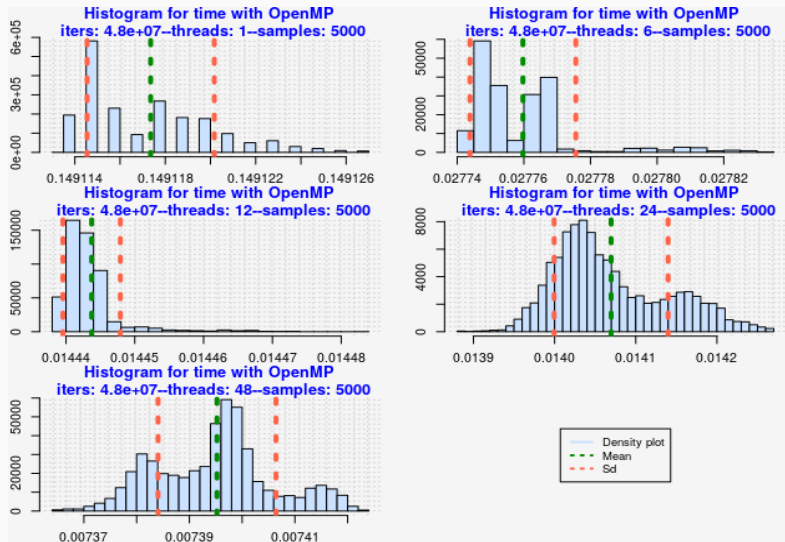 Histogram for time with OpenMP
iters: 4.8e+07--threads: 1--samples: 5000
6e+05
3e+05
0e+00
0.149114 0.149118 0.149122 0.149126
Histogram for time with OpenMP
iters: 4.8e+07--threads: 6--samples: 5000
50000
20000
0
0.02774 0.02776 0.02778 0.02780 0.02782
Histogram for time with OpenMP
iters: 4.8e+07--threads: 12--samples: 5000
150000
50000
0
0.01444 0.01445 0.01446 0.01447 0.01448
Histogram for time with OpenMP
iters: 4.8e+07--threads: 24--samples: 5000
8000
4000
0
0.0139 0.0140 0.0141 0.0142
Histogram for time with OpenMP
iters: 4.8e+07--threads: 48--samples: 5000
50000
20000
0
0.00737 0.00739 0.00741
Density plot
Mean
Sd